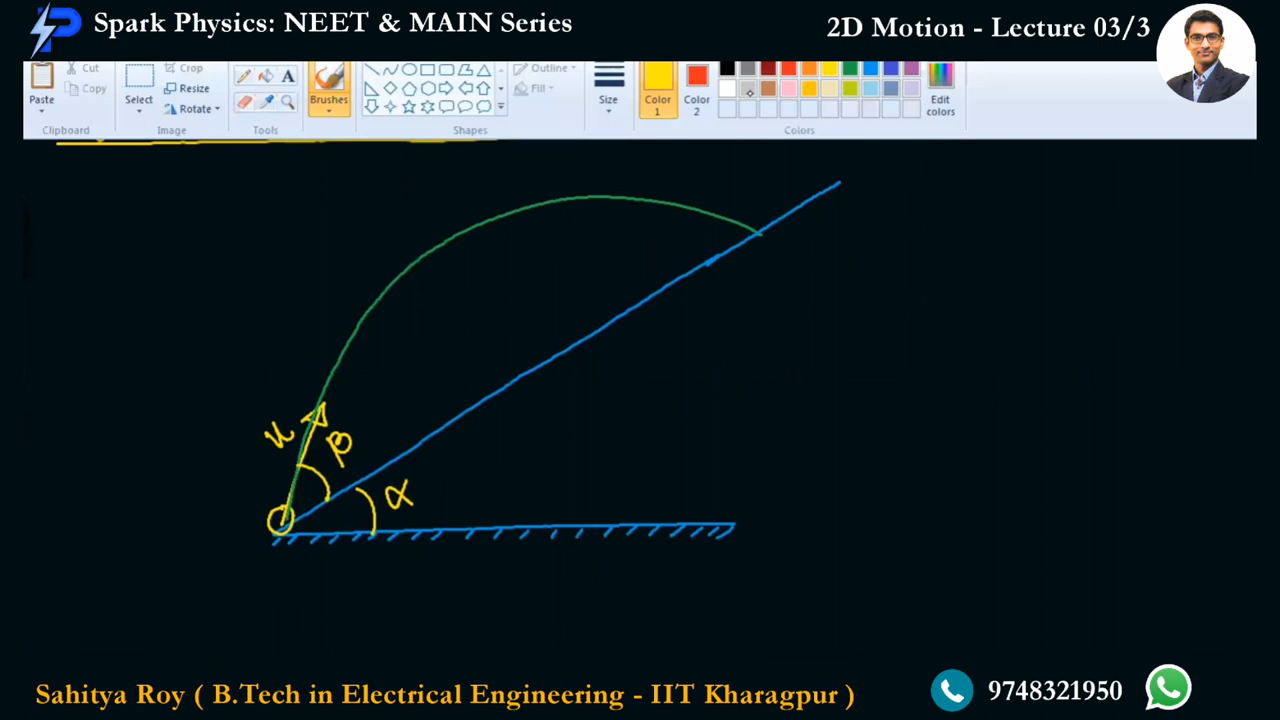 Spark Physics: NEET & MAIN Series
2D Motion - Lecture 03/3
Cut
Copy
Paste
Clipboard
Crop
Resize
Rotate
Select
Image
A
Tools
Brushes
Outline
Fill
Shapes
Size
Color 1
Color 2
Edit colors
Colors
u
β
α
Sahitya Roy ( B.Tech in Electrical Engineering - IIT Kharagpur )
9748321950